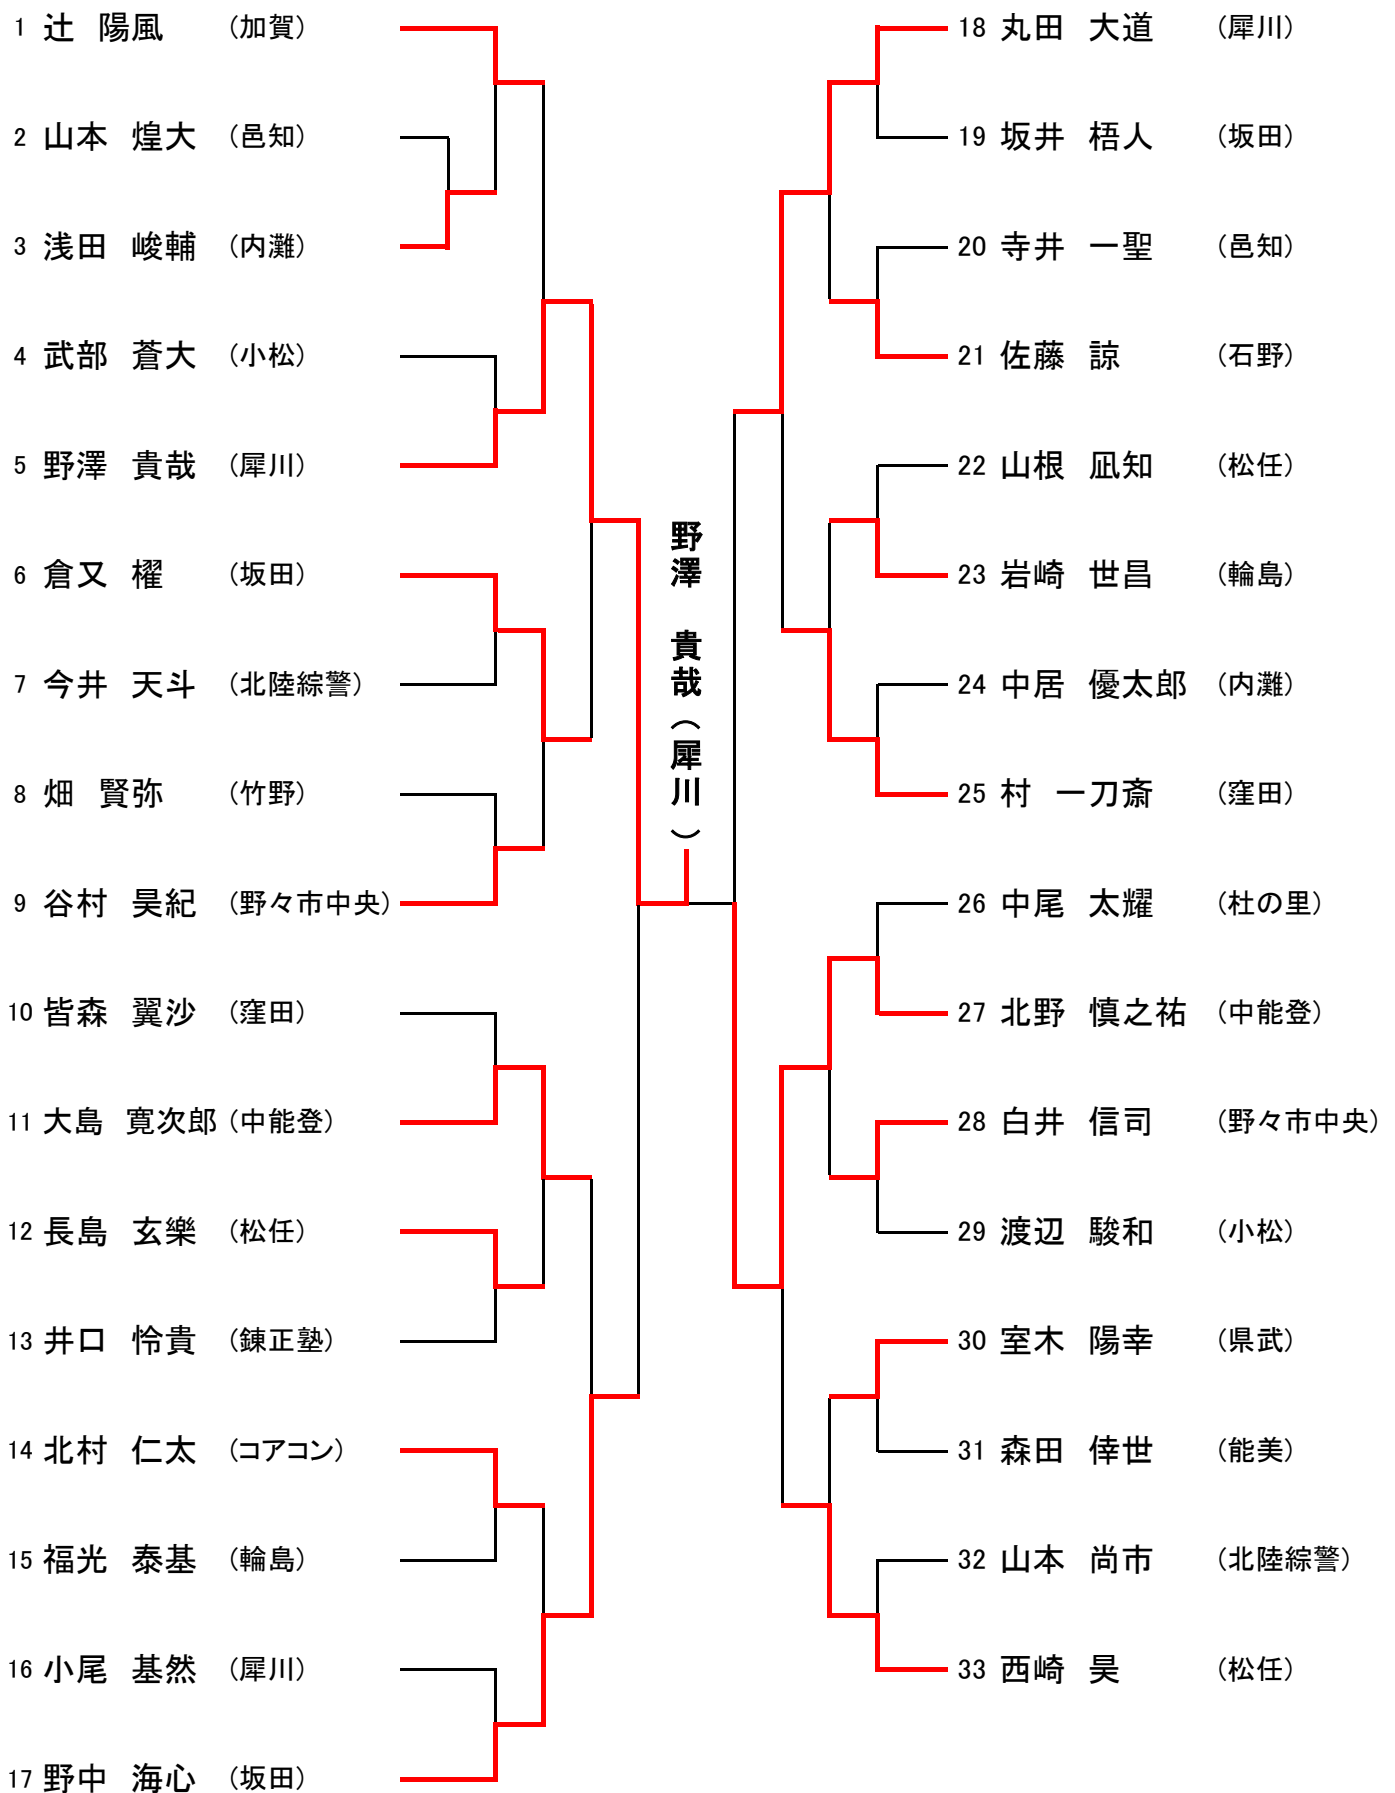 1 辻 陽風 (加賀)
2 山本 煌大 (邑知)
3 浅田 峻輔 (内灘)
4 武部 蒼大 (小松)
5 野澤 貴哉 (犀川)
6 倉又 櫂 (坂田)
7 今井 天斗 (北陸綜警)
8 畑 賢弥 (竹野)
9 谷村 昊紀 (野々市中央)
10 皆森 翼沙 (窪田)
11 大島 寛次郎 (中能登)
12 長島 玄樂 (松任)
13 井口 怜貴 (錬正塾)
14 北村 仁太 (コアコン)
15 福光 泰基 (輪島)
16 小尾 基然 (犀川)
17 野中 海心 (坂田)
野澤 貴哉(犀川)
18 丸田 大道 (犀川)
19 坂井 梧人 (坂田)
20 寺井 一聖 (邑知)
21 佐藤 諒 (石野)
22 山根 凪知 (松任)
23 岩崎 世昌 (輪島)
24 中居 優太郎 (内灘)
25 村 一刀斎 (窪田)
26 中尾 太耀 (杜の里)
27 北野 慎之祐 (中能登)
28 白井 信司 (野々市中央)
29 渡辺 駿和 (小松)
30 室木 陽幸 (県武)
31 森田 倖世 (能美)
32 山本 尚市 (北陸綜警)
33 西崎 昊 (松任)